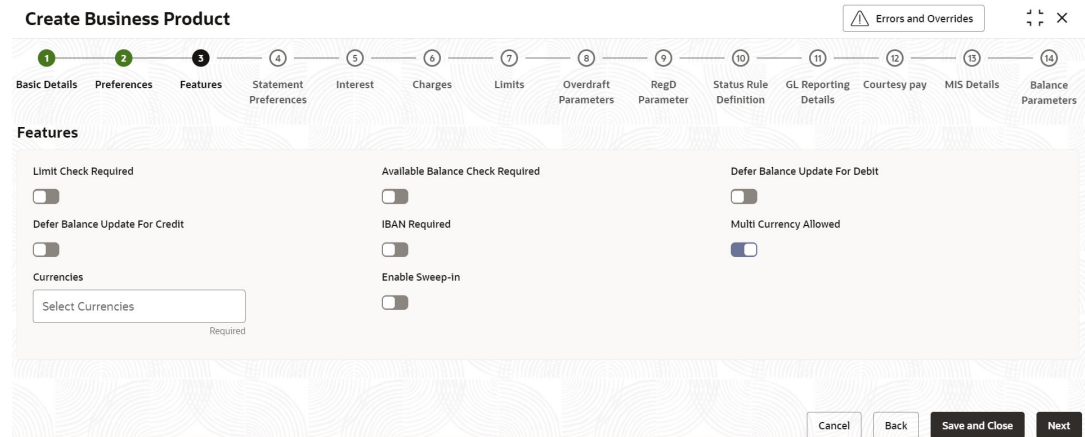 Create Business Product
Errors and Overrides
1 2 3 4 5 6 7 8 9 10 11 12 13 14
Basic Details Preferences Features Statement Preferences Interest Charges Limits Overdraft Parameters RegD Parameter Status Rule Definition GL Reporting Details Courtesy pay MIS Details Balance Parameters
Features
Limit Check Required Available Balance Check Required Defer Balance Update For Debit
Defer Balance Update For Credit IBAN Required Multi Currency Allowed
Currencies Enable Sweep-in
Select Currencies
Required
Cancel Back Save and Close Next